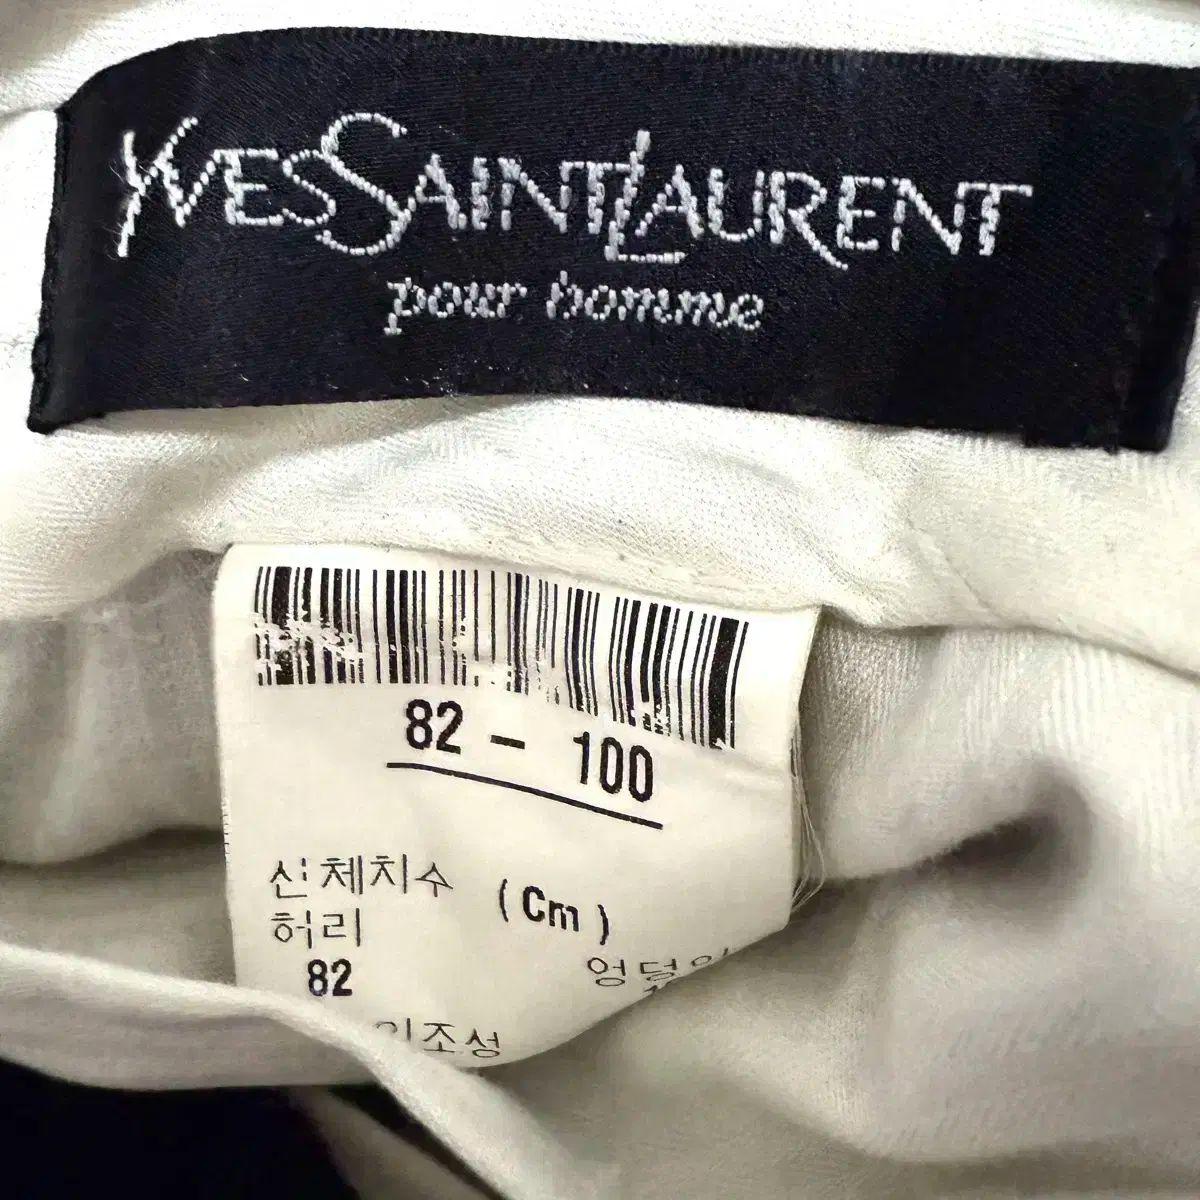 YVES SAINT LAURENT
pour homme
82 - 100
신체치수 (Cm)
허리
82